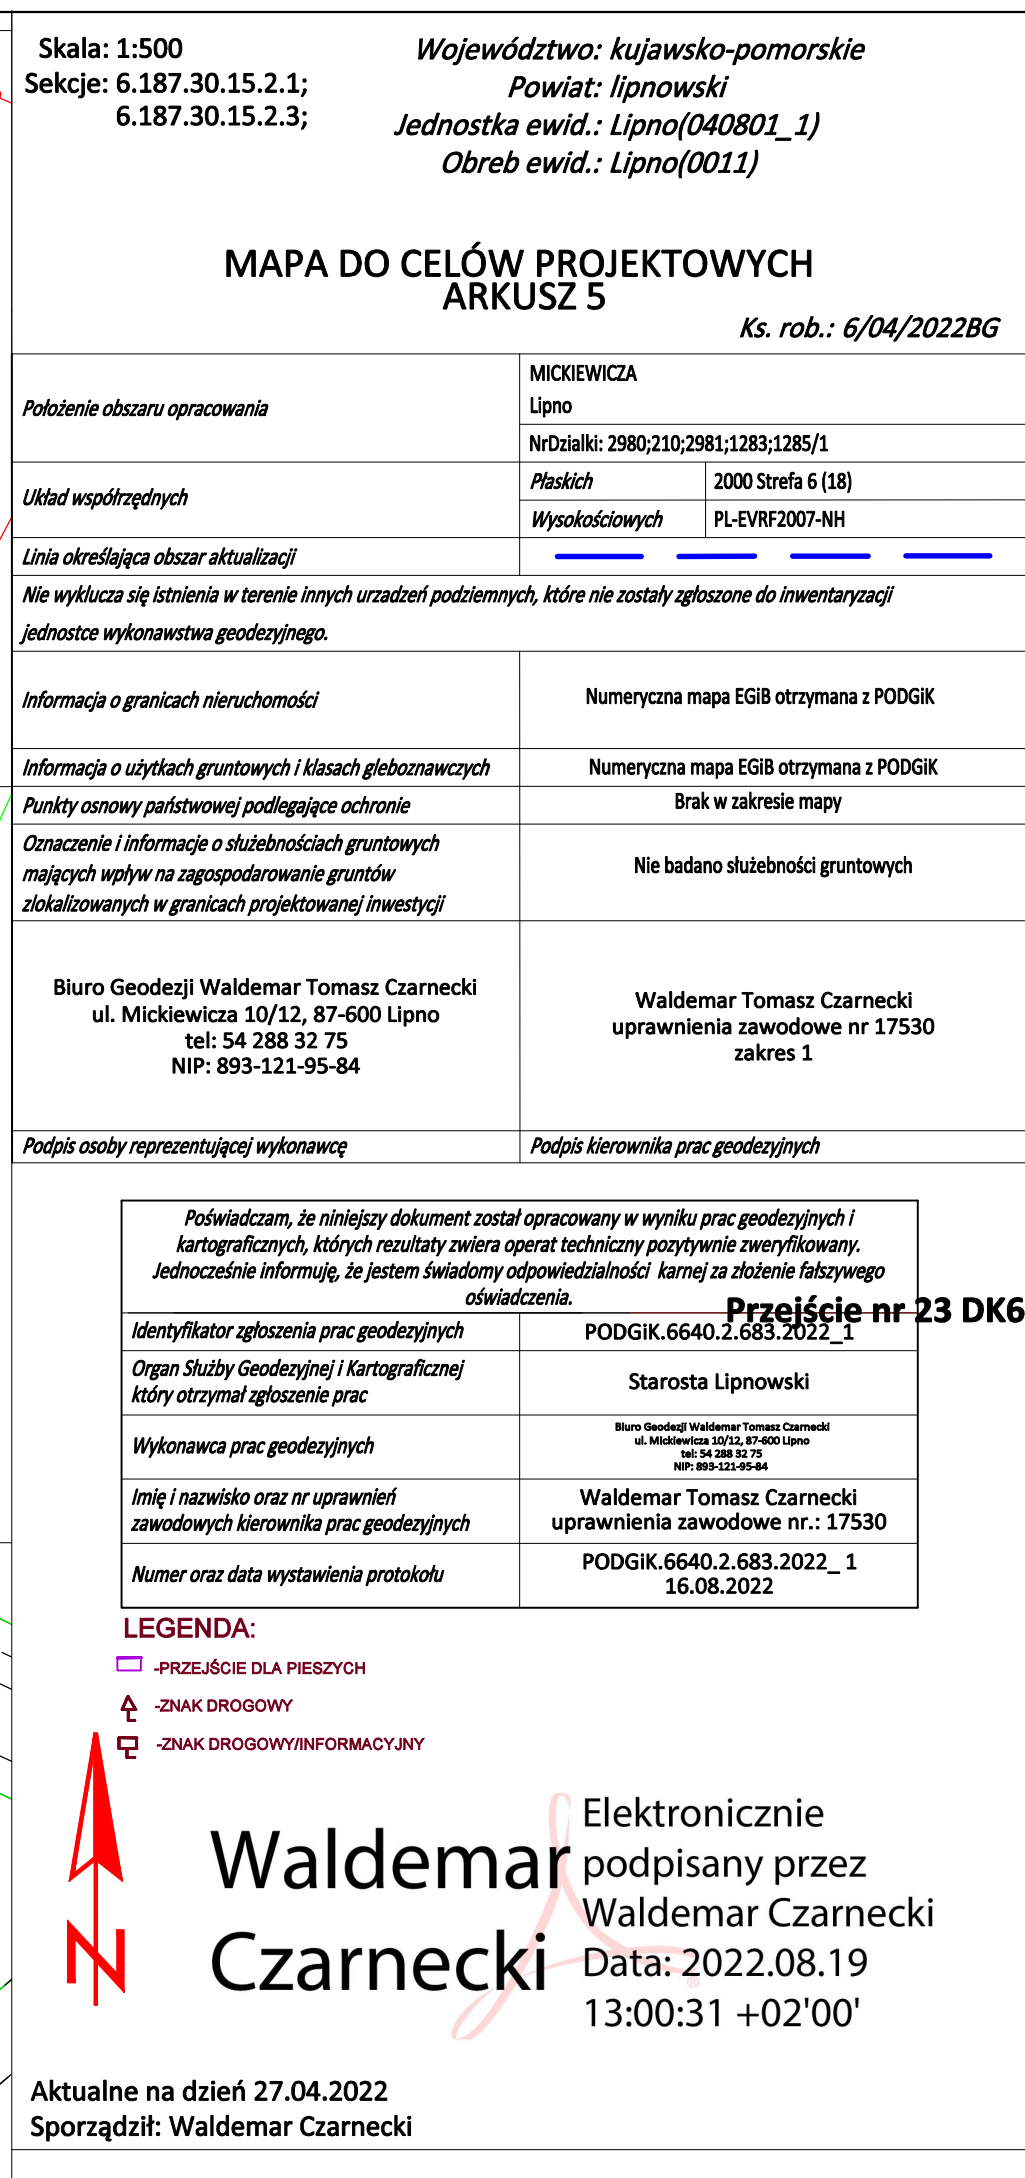 Skala: 1:500
Sekcje: 6.187.30.15.2.1;
6.187.30.15.2.3;
Województwo: kujawsko-pomorskie
Powiat: lipnowski
Jednostka ewid.: Lipno(040801_1)
Obreb ewid.: Lipno(0011)
MAPA DO CELÓW PROJEKTOWYCH
ARKUSZ 5
Ks. rob.: 6/04/2022BG
Położenie obszaru opracowania
MICKIEWICZA
Lipno
NrDzialki: 2980;210;2981;1283;1285/1
Układ współrzędnych
Płaskich
2000 Strefa 6 (18)
Wysokościowych
PL-EVRF2007-NH
Linia określająca obszar aktualizacji
Nie wyklucza się istnienia w terenie innych urzadzeń podziemnych, które nie zostały zgłoszone do inwentaryzacji
jednostce wykonawstwa geodezyjnego.
Informacja o granicach nieruchomości
Numeryczna mapa EGiB otrzymana z PODGiK
Informacja o użytkach gruntowych i klasach gleboznawczych
Numeryczna mapa EGiB otrzymana z PODGiK
Punkty osnowy państwowej podlegające ochronie
Brak w zakresie mapy
Oznaczenie i informacje o służebnościach gruntowych
mających wpływ na zagospodarowanie gruntów
zlokalizowanych w granicach projektowanej inwestycji
Nie badano służebności gruntowych
Biuro Geodezji Waldemar Tomasz Czarnecki
ul. Mickiewicza 10/12, 87-600 Lipno
tel: 54 288 32 75
NIP: 893-121-95-84
Waldemar Tomasz Czarnecki
uprawnienia zawodowe nr 17530
zakres 1
Podpis osoby reprezentującej wykonawcę
Podpis kierownika prac geodezyjnych
Poświadczam, że niniejszy dokument został opracowany w wyniku prac geodezyjnych i
kartograficznych, których rezultaty zwiera operat techniczny pozytywnie zweryfikowany.
Jednocześnie informuję, że jestem świadomy odpowiedzialności karnej za złożenie fałszywego
oświadczenia.
Przejście nr 23 DK6
Identyfikator zgłoszenia prac geodezyjnych
PODGiK.6640.2.683.2022_1
Organ Służby Geodezyjnej i Kartograficznej
który otrzymał zgłoszenie prac
Starosta Lipnowski
Wykonawca prac geodezyjnych
Biuro Geodezji Waldemar Tomasz Czarnecki
ul. Mickiewicza 10/12, 87-600 Lipno
tel: 54 288 32 75
NIP: 893-121-95-84
Imię i nazwisko oraz nr uprawnień
zawodowych kierownika prac geodezyjnych
Waldemar Tomasz Czarnecki
uprawnienia zawodowe nr.: 17530
Numer oraz data wystawienia protokołu
PODGiK.6640.2.683.2022_ 1
16.08.2022
LEGENDA:
-PRZEJŚCIE DLA PIESZYCH
-ZNAK DROGOWY
-ZNAK DROGOWY/INFORMACYJNY
N
Waldemar
Czarnecki
Elektronicznie
podpisany przez
Waldemar Czarnecki
Data: 2022.08.19
13:00:31 +02'00'
Aktualne na dzień 27.04.2022
Sporządził: Waldemar Czarnecki